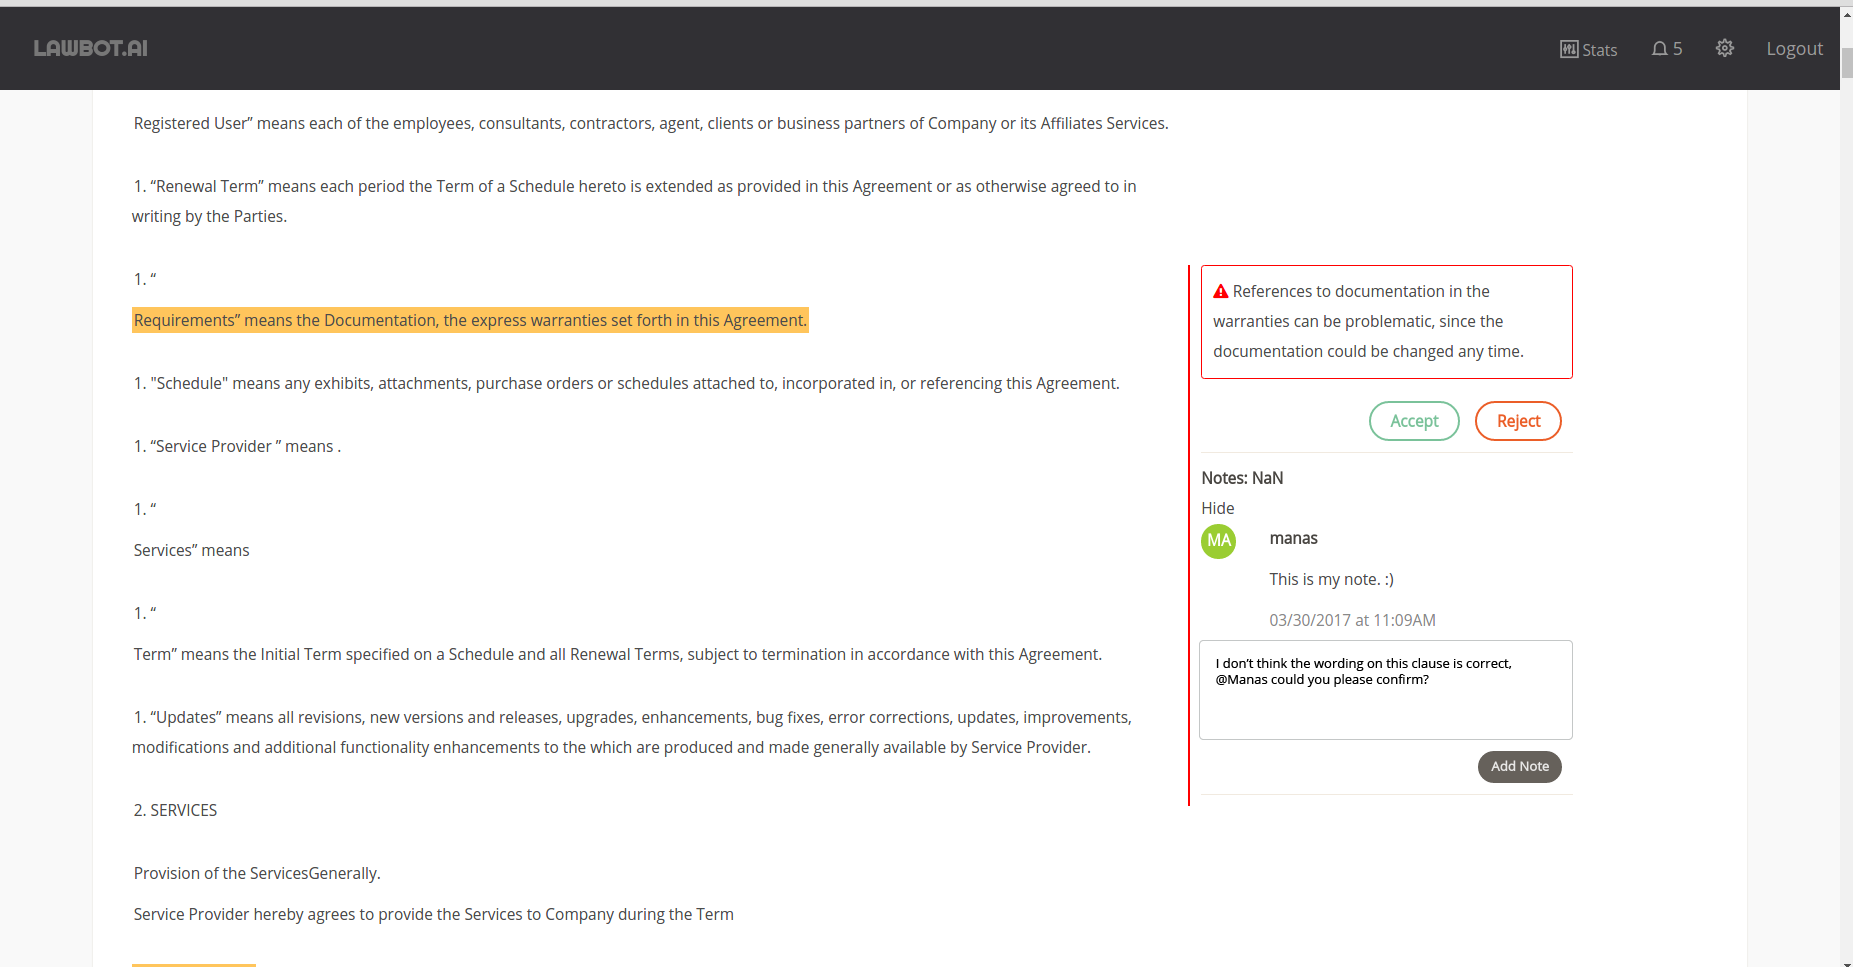 LAWBOT.AI
Stats
5
Logout
Registered User” means each of the employees, consultants, contractors, agent, clients or business partners of Company or its Affiliates Services.
1. “Renewal Term” means each period the Term of a Schedule hereto is extended as provided in this Agreement or as otherwise agreed to in
writing by the Parties.
1. “
Requirements” means the Documentation, the express warranties set forth in this Agreement.
1. "Schedule" means any exhibits, attachments, purchase orders or schedules attached to, incorporated in, or referencing this Agreement.
1. “Service Provider ” means .
1. “
Services” means
1. “
Term” means the Initial Term specified on a Schedule and all Renewal Terms, subject to termination in accordance with this Agreement.
1. “Updates” means all revisions, new versions and releases, upgrades, enhancements, bug fixes, error corrections, updates, improvements,
modifications and additional functionality enhancements to the which are produced and made generally available by Service Provider.
2. SERVICES
Provision of the ServicesGenerally.
Service Provider hereby agrees to provide the Services to Company during the Term
References to documentation in the
warranties can be problematic, since the
documentation could be changed any time.
Accept
Reject
Notes: NaN
Hide
MA
manas
This is my note. :)
03/30/2017 at 11:09AM
I don’t think the wording on this clause is correct,
@Manas could you please confirm?
Add Note